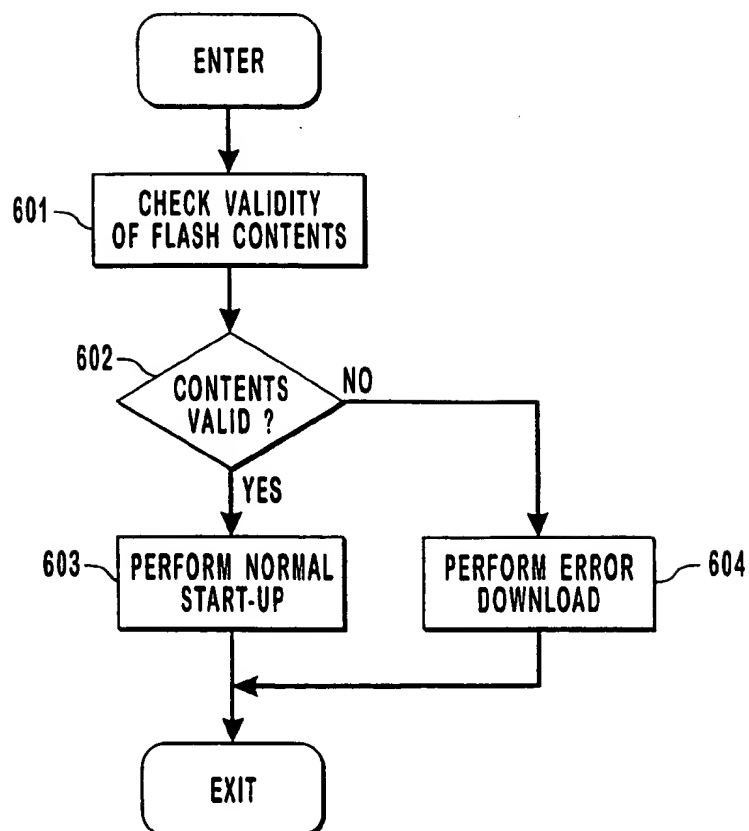 ENTER
601
CHECK VALIDITY
OF FLASH CONTENTS
602
CONTENTS
VALID ?
NO
YES
603
PERFORM NORMAL
START-UP
PERFORM ERROR
DOWNLOAD
604
EXIT